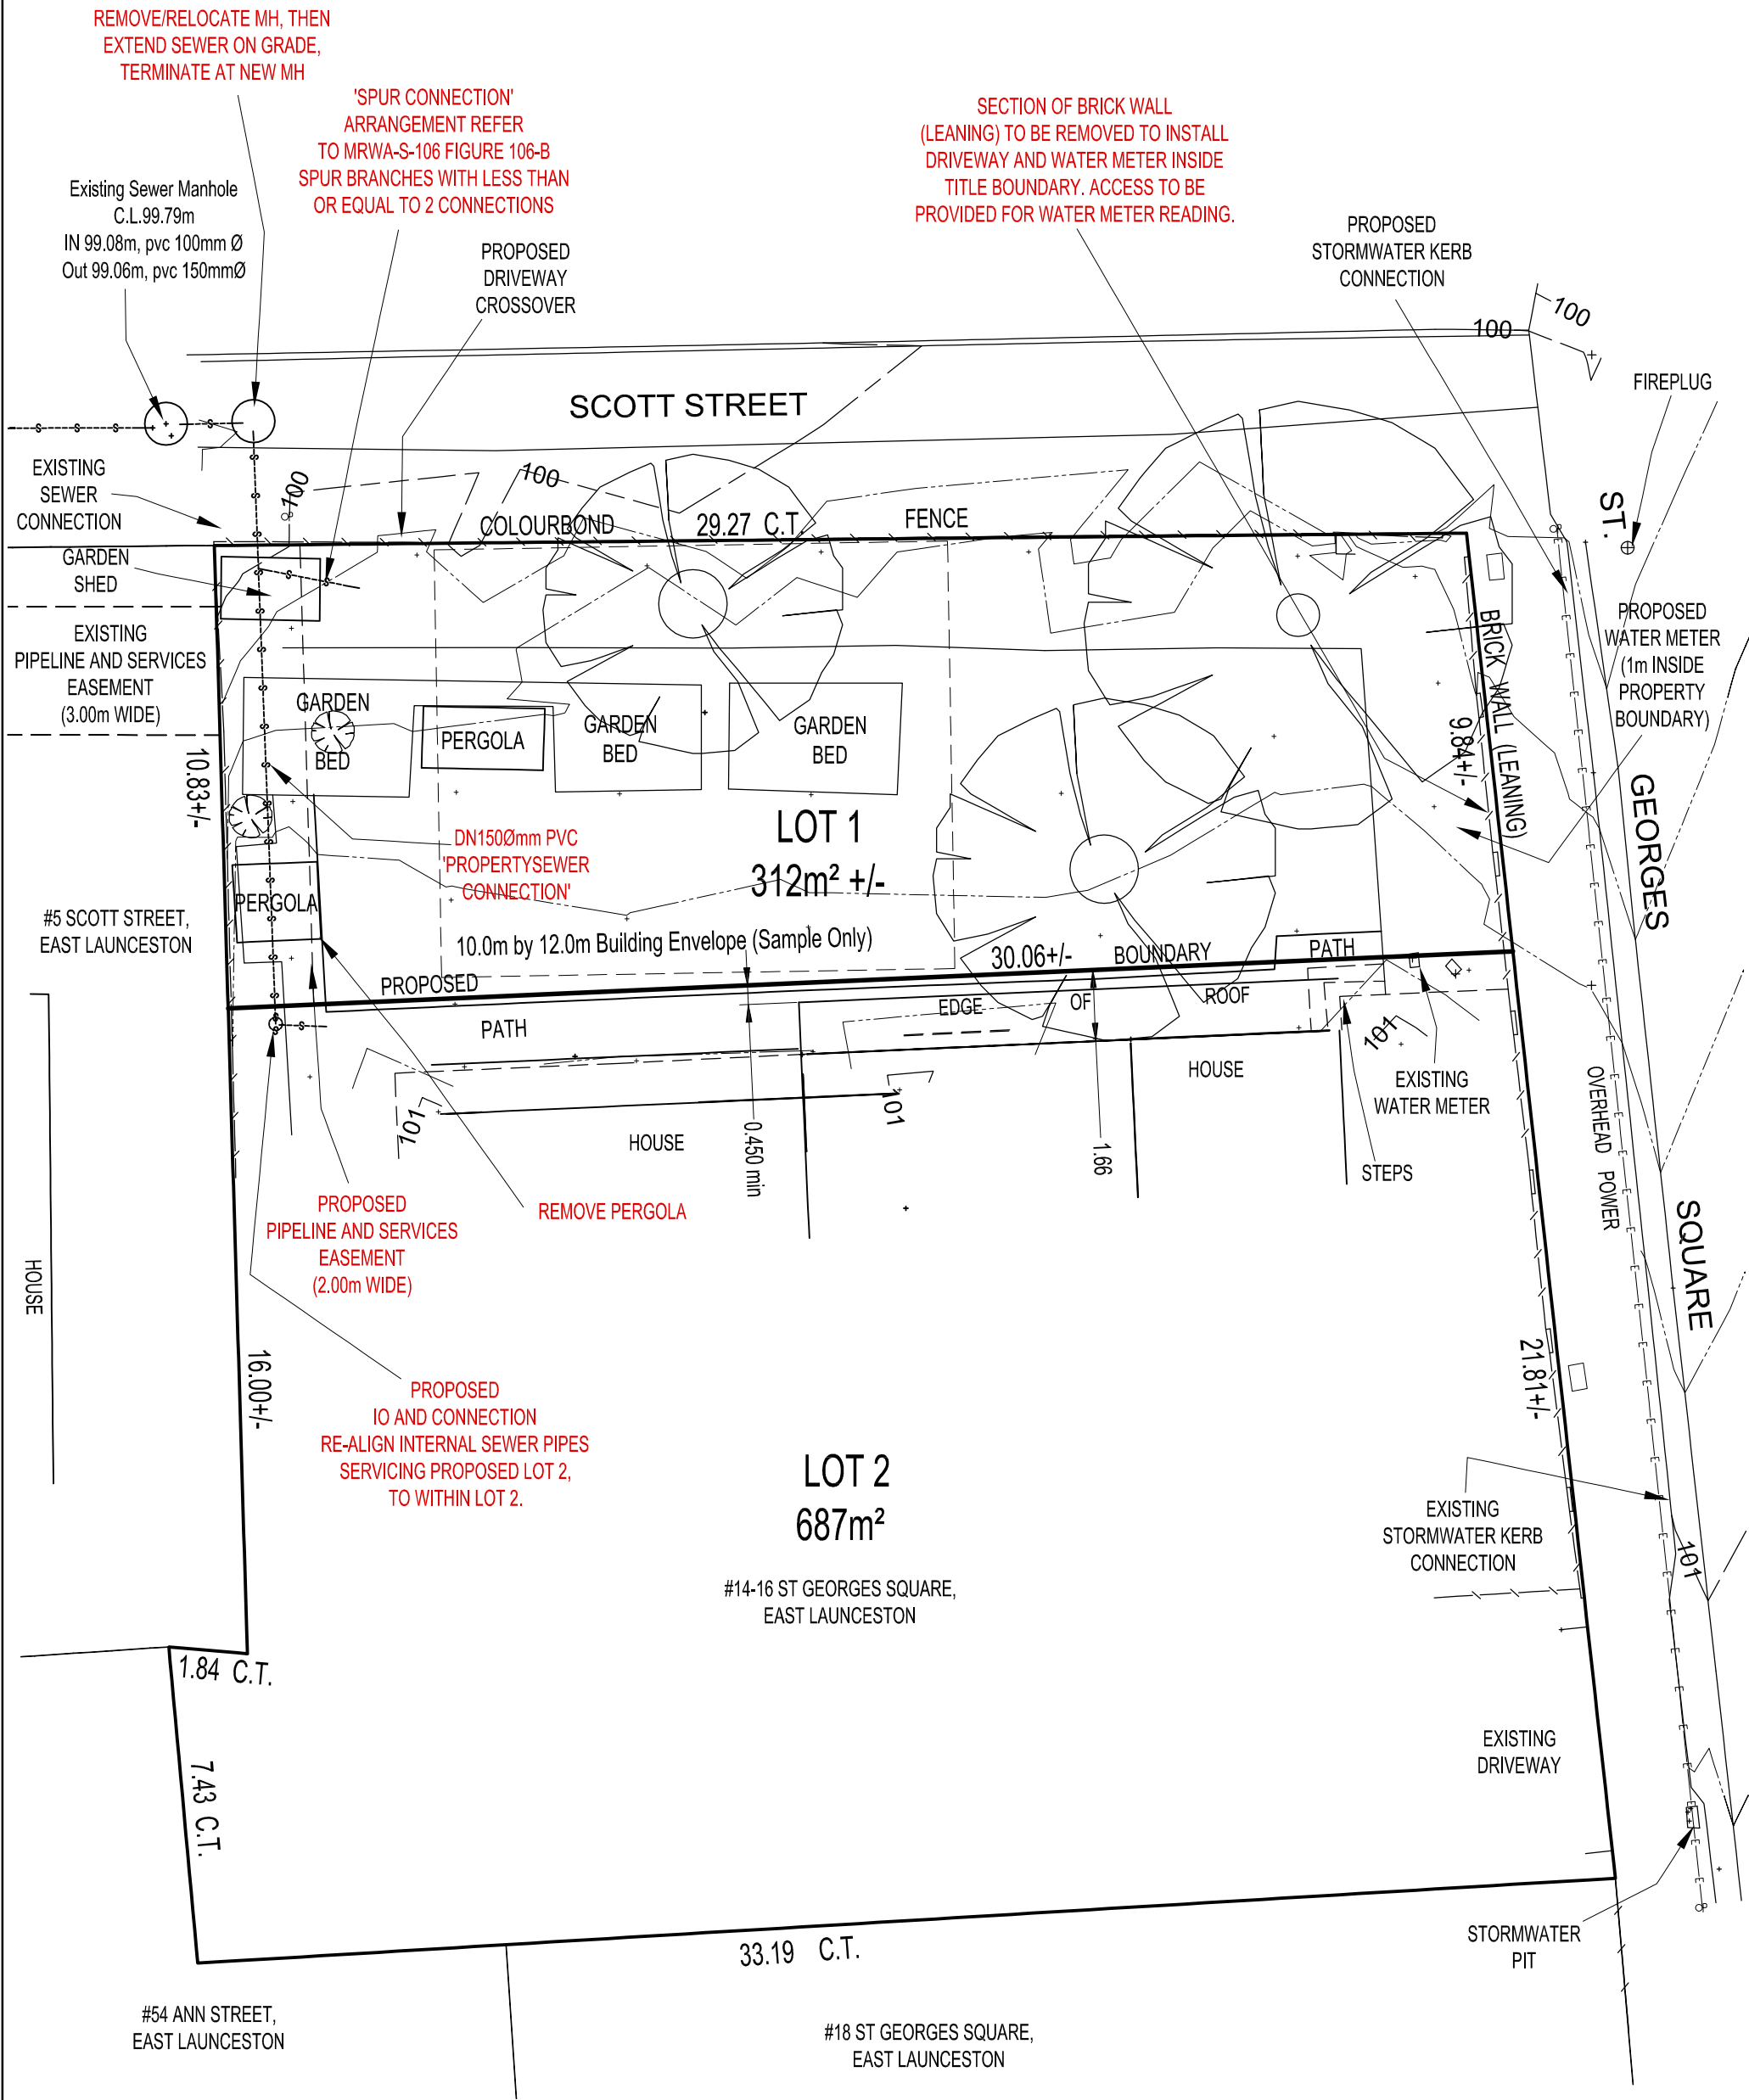 REMOVE/RELOCATE MH, THEN
EXTEND SEWER ON GRADE,
TERMINATE AT NEW MH
'SPUR CONNECTION'
ARRANGEMENT REFER
TO MRWA-S-106 FIGURE 106-B
SPUR BRANCHES WITH LESS THAN
OR EQUAL TO 2 CONNECTIONS
SECTION OF BRICK WALL
(LEANING) TO BE REMOVED TO INSTALL
DRIVEWAY AND WATER METER INSIDE
TITLE BOUNDARY. ACCESS TO BE
PROVIDED FOR WATER METER READING.
Existing Sewer Manhole
C.L.99.79m
IN 99.08m, pvc 100mm Ø
Out 99.06m, pvc 150mmØ
PROPOSED
DRIVEWAY
CROSSOVER
PROPOSED
STORMWATER KERB
CONNECTION
100
100
FIREPLUG
SCOTT STREET
EXISTING
SEWER
CONNECTION
100
100
COLOURBOND
29.27 C.T.
FENCE
ST.
GEORGES
SQUARE
GARDEN
SHED
EXISTING
PIPELINE AND SERVICES
EASEMENT
(3.00m WIDE)
PROPOSED
WATER METER
(1m INSIDE
PROPERTY
BOUNDARY)
BRICK WALL (LEANING)
9.84+/-
10.83+/-
GARDEN
BED
PERGOLA
GARDEN
BED
GARDEN
BED
LOT 1
312m² +/-
DN150Ømm PVC
'PROPERTYSEWER
CONNECTION'
PERGOLA
#5 SCOTT STREET,
EAST LAUNCESTON
10.0m by 12.0m Building Envelope (Sample Only)
PROPOSED
30.06+/-
BOUNDARY
PATH
PATH
EDGE
OF
ROOF
101
HOUSE
EXISTING
WATER METER
OVERHEAD POWER
101
101
HOUSE
0.450 min
1.66
STEPS
PROPOSED
PIPELINE AND SERVICES
EASEMENT
(2.00m WIDE)
REMOVE PERGOLA
HOUSE
16.00+/-
21.81+/-
PROPOSED
IO AND CONNECTION
RE-ALIGN INTERNAL SEWER PIPES
SERVICING PROPOSED LOT 2,
TO WITHIN LOT 2.
LOT 2
687m²
#14-16 ST GEORGES SQUARE,
EAST LAUNCESTON
EXISTING
STORMWATER KERB
CONNECTION
101
1.84 C.T.
7.43 C.T.
EXISTING
DRIVEWAY
33.19 C.T.
STORMWATER
PIT
#54 ANN STREET,
EAST LAUNCESTON
#18 ST GEORGES SQUARE,
EAST LAUNCESTON